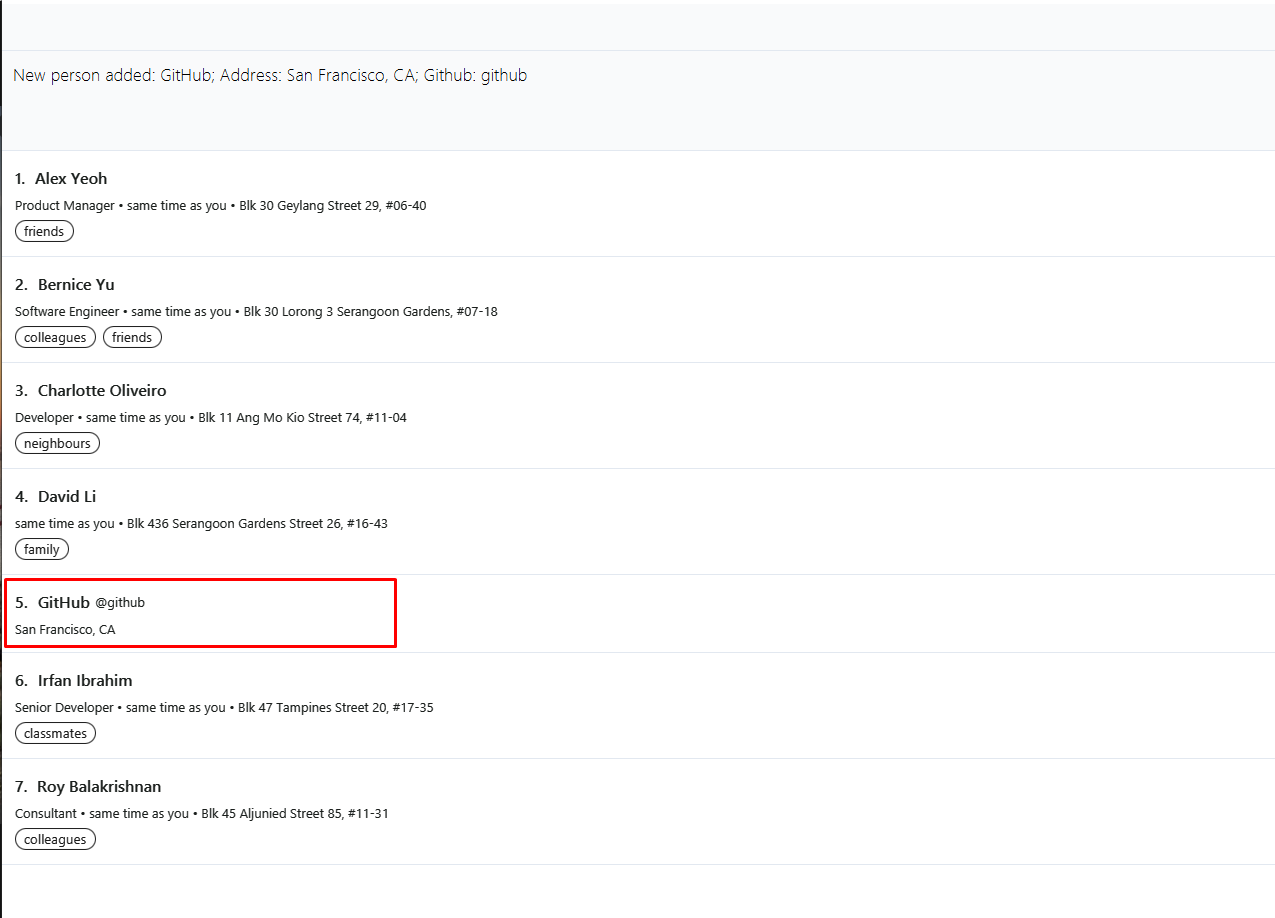 New person added: GitHub; Address: San Francisco, CA; Github: github
1. Alex Yeoh
Product Manager • same time as you • Blk 30 Geylang Street 29, #06-40
friends
2. Bernice Yu
Software Engineer • same time as you • Blk 30 Lorong 3 Serangoon Gardens, #07-18
colleagues friends
3. Charlotte Oliveiro
Developer • same time as you • Blk 11 Ang Mo Kio Street 74, #11-04
neighbours
4. David Li
same time as you • Blk 436 Serangoon Gardens Street 26, #16-43
family
5. GitHub @github
San Francisco, CA
6. Irfan Ibrahim
Senior Developer • same time as you • Blk 47 Tampines Street 20, #17-35
classmates
7. Roy Balakrishnan
Consultant • same time as you • Blk 45 Aljunied Street 85, #11-31
colleagues